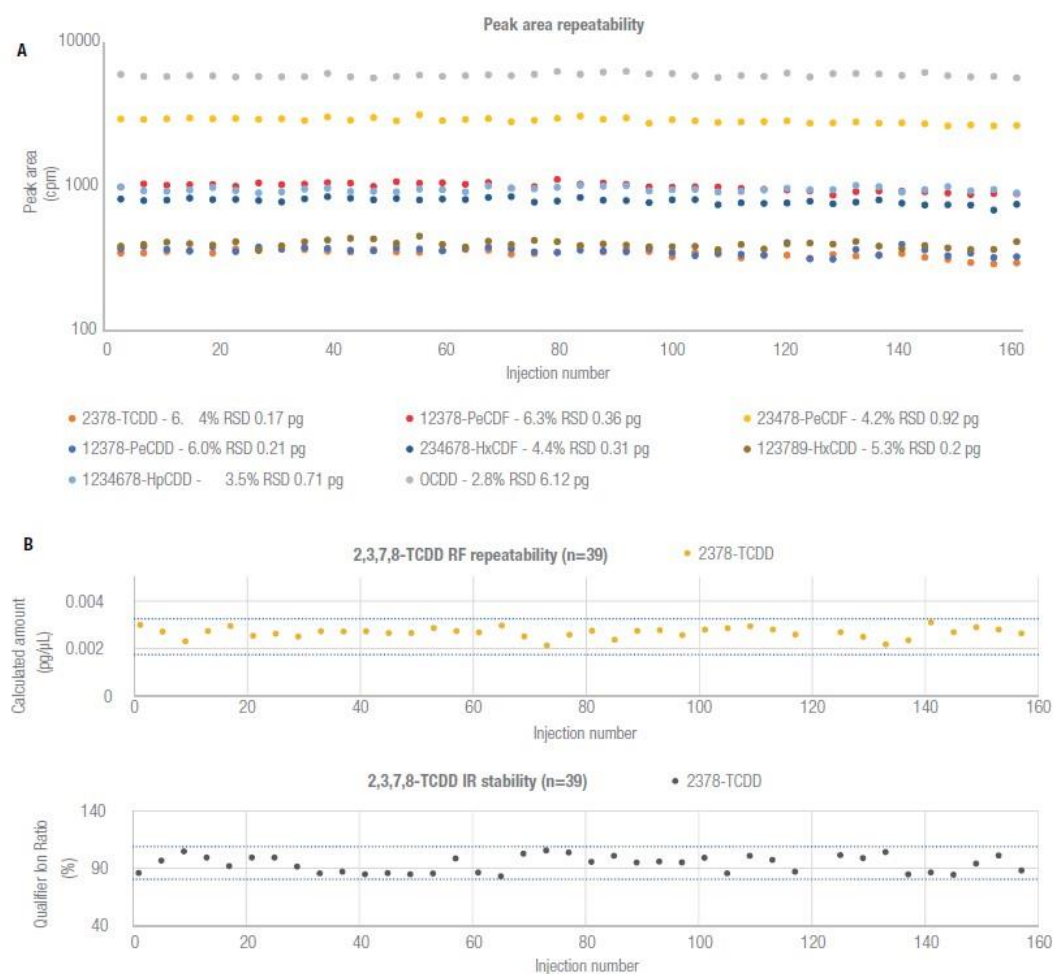 Peak area repeatability
A
10000
1000
100
Peak area
(cpm)
0 20 40 60 80 100 120 140 160
Injection number
2378-TCDD - 6. 4% RSD 0.17 pg
12378-PeCDF - 6.3% RSD 0.36 pg
23478-PeCDF - 4.2% RSD 0.92 pg
12378-PeCDD - 6.0% RSD 0.21 pg
234678-HxCDF - 4.4% RSD 0.31 pg
123789-HxCDD - 5.3% RSD 0.2 pg
1234678-HpCDD - 3.5% RSD 0.71 pg
OCDD - 2.8% RSD 6.12 pg
B
2,3,7,8-TCDD RF repeatability (n=39)
2378-TCDD
0.004
0.002
0
Calculated amount
(pg/µL)
0 20 40 60 80 100 120 140 160
Injection number
2,3,7,8-TCDD IR stability (n=39)
2378-TCDD
140
90
40
Qualifier Ion Ratio
(%)
0 20 40 60 80 100 120 140 160
Injection number